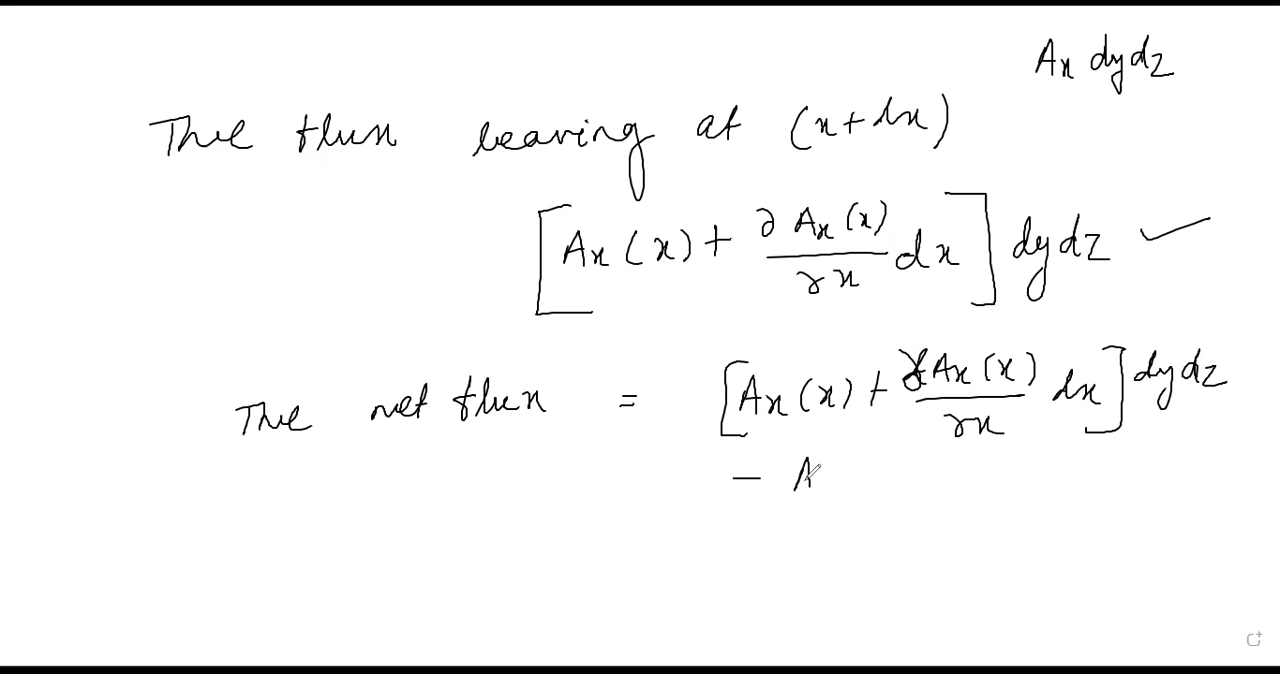 Ax dydz
The flux leaving at (x+dx)
[Ax(x) + ∂Ax(x)/∂x dx] dydz ✓
The net flux = [Ax(x) + ∂Ax(x)/∂x dx] dydz
− A